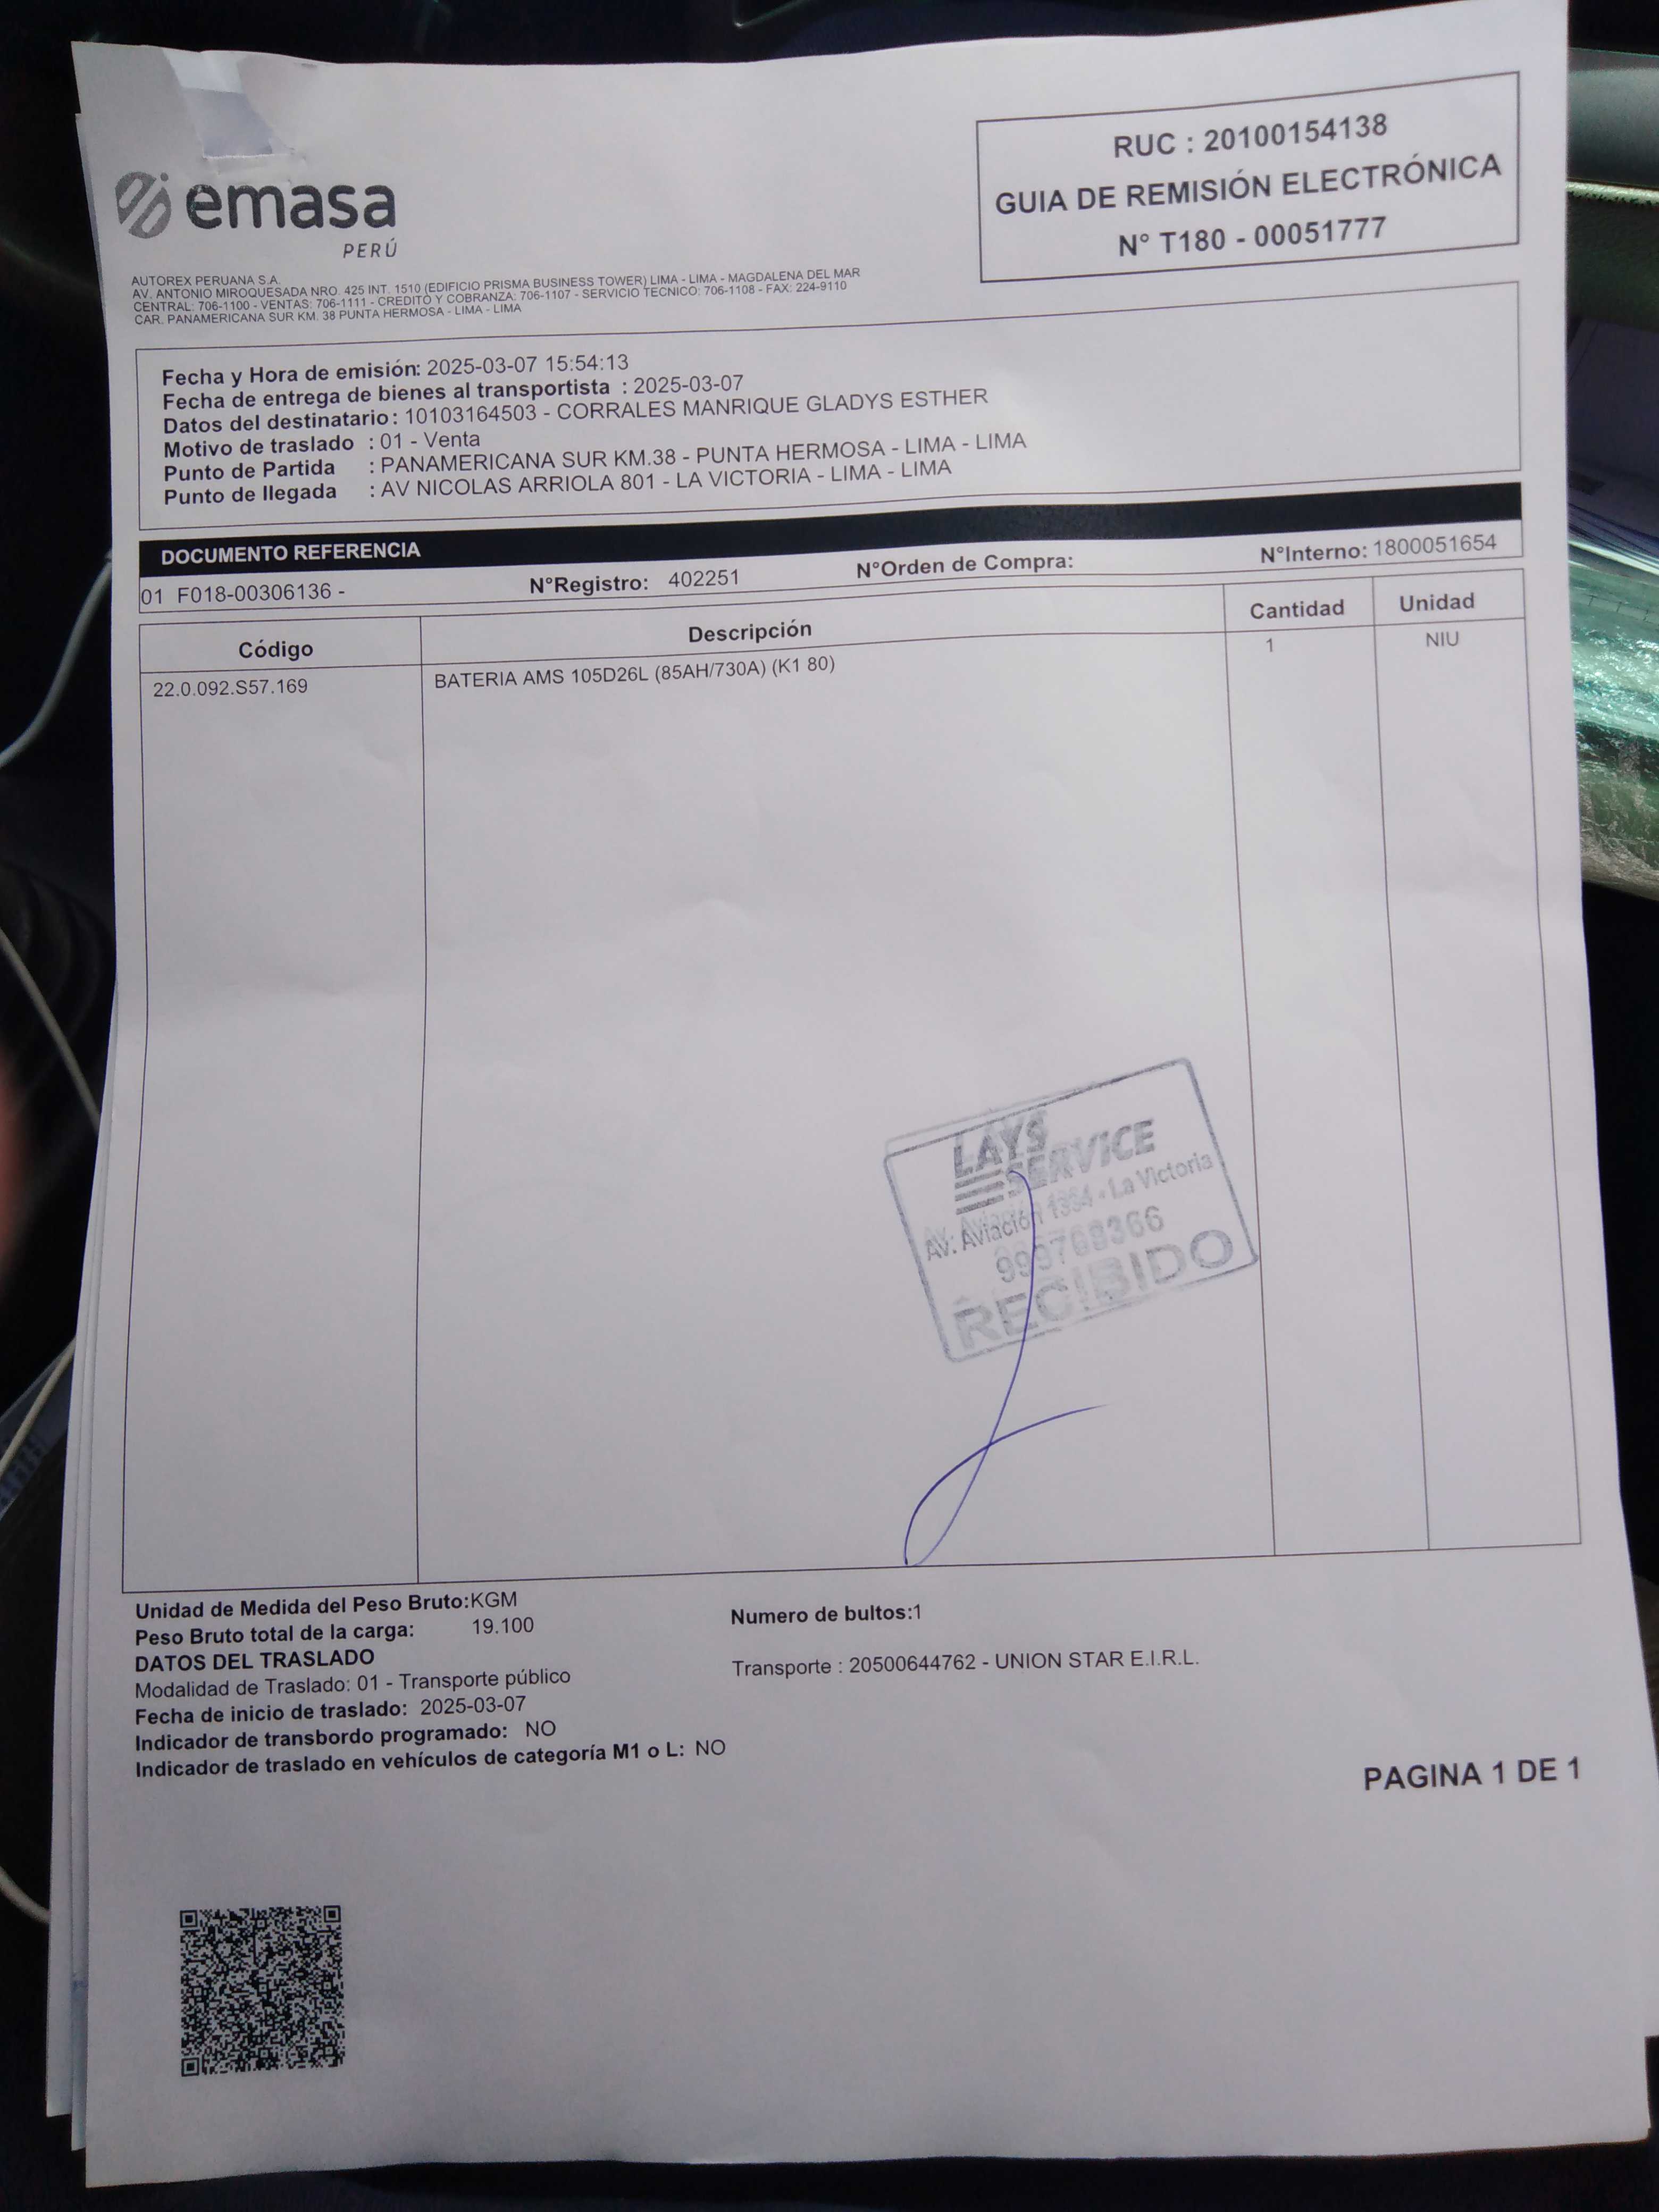 RUC : 20100154138
GUIA DE REMISIÓN ELECTRÓNICA
N° T180 - 00051777
emasa
PERÚ
AUTOREX PERUANA S.A.
AV. ANTONIO MIROQUESADA NRO. 425 INT. 1510 (EDIFICIO PRISMA BUSINESS TOWER) LIMA - LIMA - MAGDALENA DEL MAR
CENTRAL: 706-1100 - VENTAS: 706-1111 - CREDITO Y COBRANZA: 706-1107 - SERVICIO TECNICO: 706-1108 - FAX: 224-9110
CAR. PANAMERICANA SUR KM. 38 PUNTA HERMOSA - LIMA - LIMA
Fecha y Hora de emisión: 2025-03-07 15:54:13
Fecha de entrega de bienes al transportista : 2025-03-07
Datos del destinatario : 10103164503 - CORRALES MANRIQUE GLADYS ESTHER
Motivo de traslado : 01 - Venta
Punto de Partida : PANAMERICANA SUR KM.38 - PUNTA HERMOSA - LIMA - LIMA
Punto de llegada : AV NICOLAS ARRIOLA 801 - LA VICTORIA - LIMA - LIMA
DOCUMENTO REFERENCIA
01 F018-00306136 - N°Registro: 402251 N°Orden de Compra: N°Interno: 1800051654
Código Descripción Cantidad Unidad
22.0.092.S57.169 BATERIA AMS 105D26L (85AH/730A) (K1 80) 1 NIU
LAYS
SERVICE
Av. Aviación - La Victoria
RECIBIDO
Unidad de Medida del Peso Bruto:KGM
Peso Bruto total de la carga: 19.100
Numero de bultos:1
DATOS DEL TRASLADO
Modalidad de Traslado: 01 - Transporte público
Transporte : 20500644762 - UNION STAR E.I.R.L.
Fecha de inicio de traslado: 2025-03-07
Indicador de transbordo programado: NO
Indicador de traslado en vehículos de categoría M1 o L: NO
PAGINA 1 DE 1